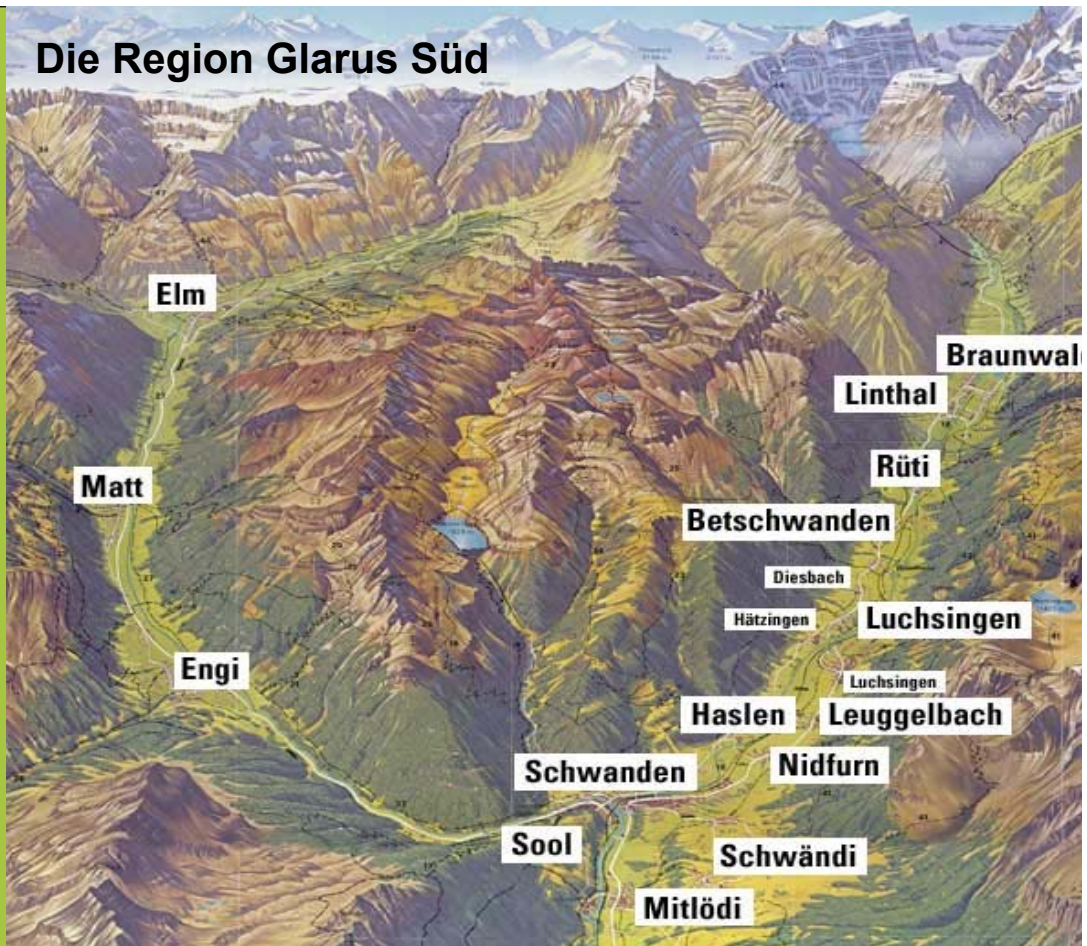 Die Region Glarus Süd
Elm
Braunwald
Linthal
Matt
Rüti
Betschwanden
Diesbach
Hätzingen
Luchsingen
Engi
Luchsingen
Haslen
Leuggelbach
Nidfurn
Schwanden
Sool
Schwändi
Mitlödi